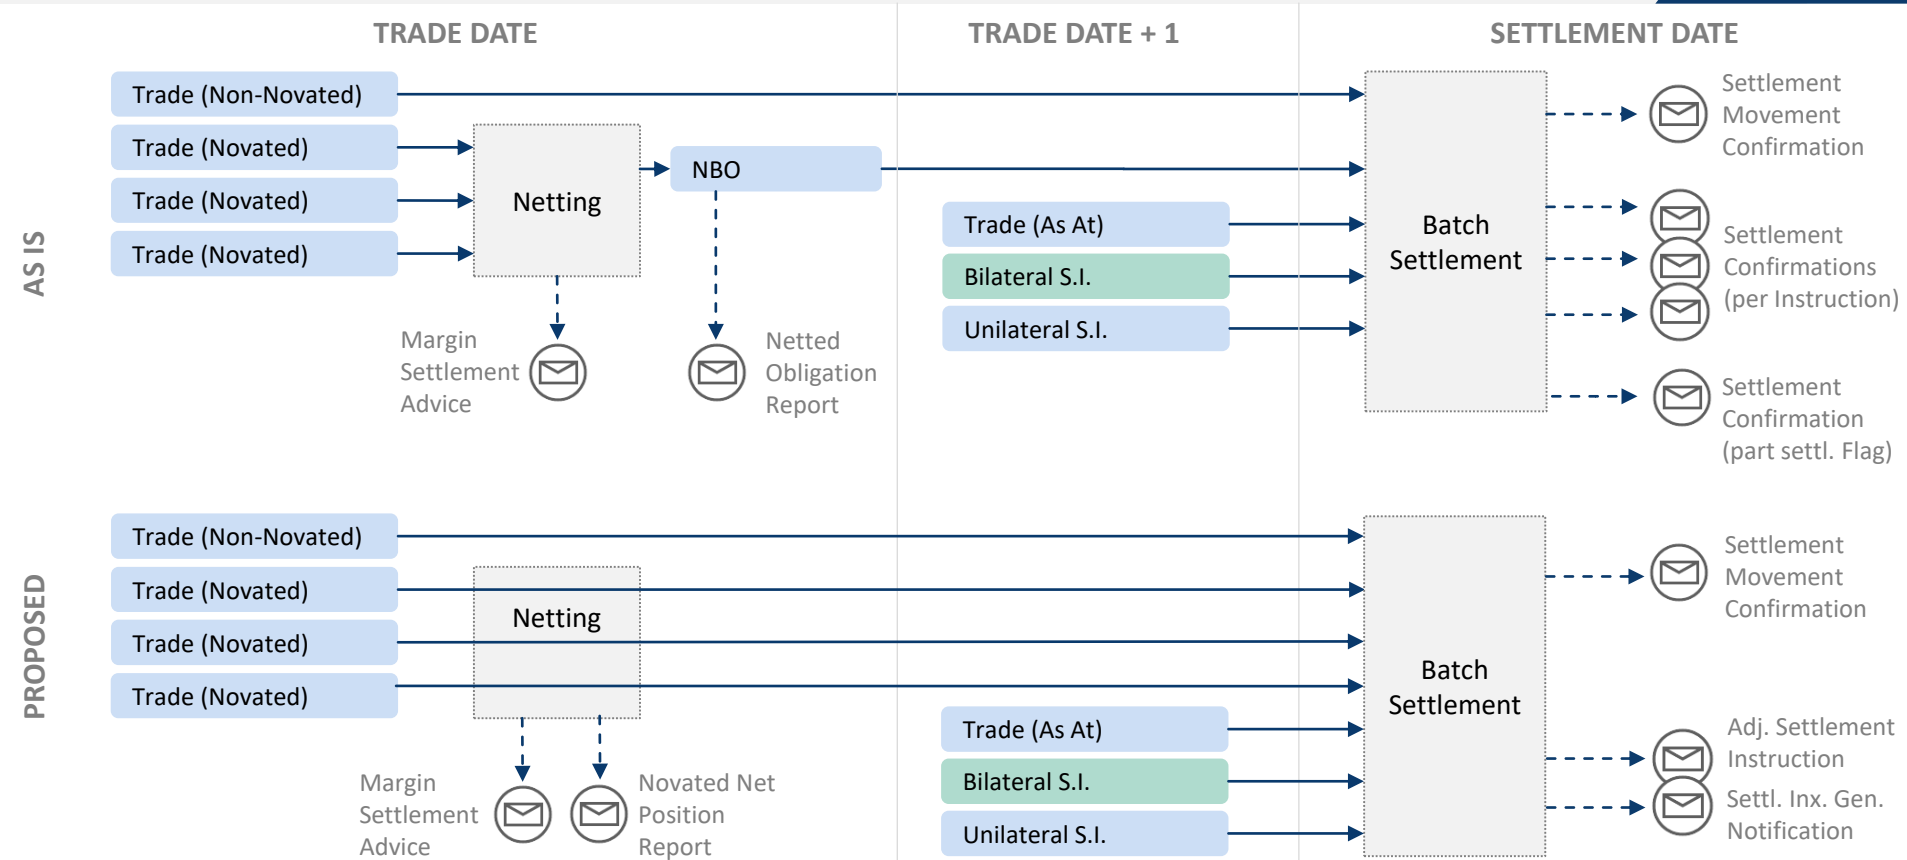 TRADE DATE
TRADE DATE + 1
SETTLEMENT DATE
AS IS
Trade (Non-Novated)
Trade (Novated)
Trade (Novated)
Trade (Novated)
Netting
NBO
Margin
Settlement
Advice
Netted
Obligation
Report
Trade (As At)
Bilateral S.I.
Unilateral S.I.
Batch
Settlement
Settlement
Movement
Confirmation
Settlement
Confirmations
(per Instruction)
Settlement
Confirmation
(part settl. Flag)
PROPOSED
Trade (Non-Novated)
Trade (Novated)
Trade (Novated)
Trade (Novated)
Netting
Margin
Settlement
Advice
Novated Net
Position
Report
Trade (As At)
Bilateral S.I.
Unilateral S.I.
Batch
Settlement
Settlement
Movement
Confirmation
Adj. Settlement
Instruction
Settl. Inx. Gen.
Notification